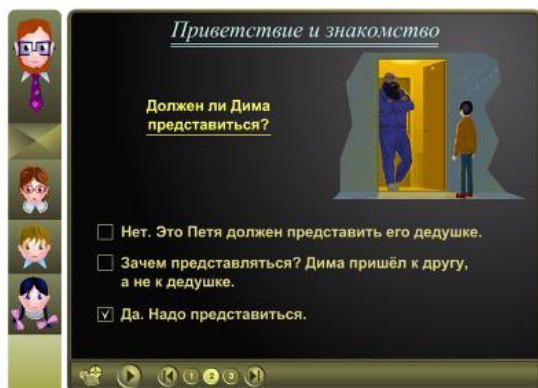 Приветствие и знакомство
Должен ли Дима
представиться?
Нет. Это Петя должен представить его дедушке.
Зачем представляться? Дима пришёл к другу,
а не к дедушке.
Да. Надо представиться.
1 2 3